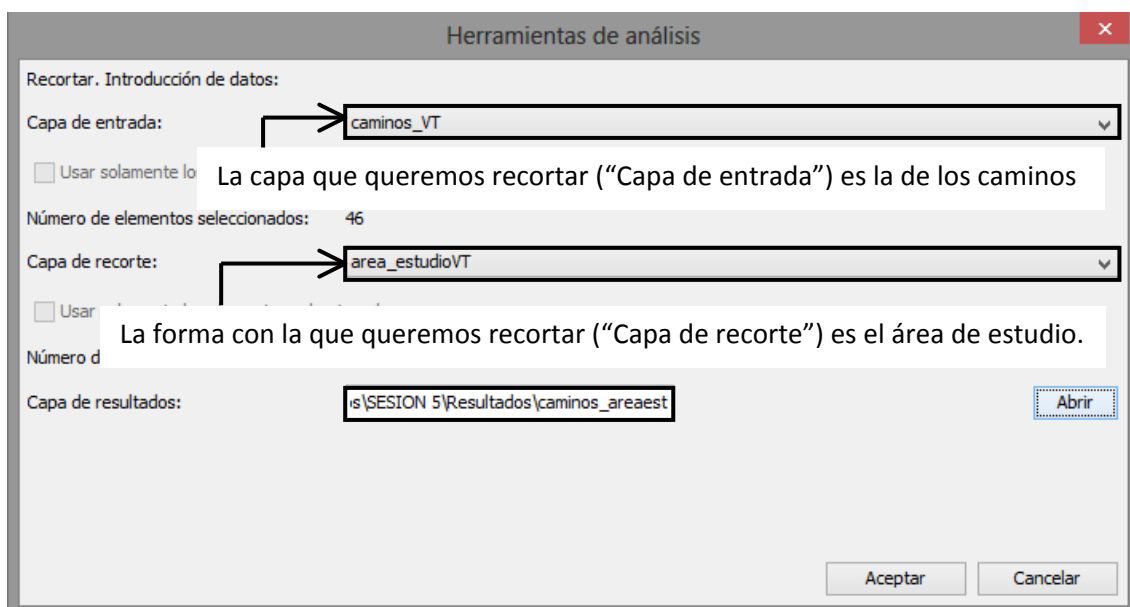 Herramientas de análisis
Recortar. Introducción de datos:
Capa de entrada: caminos_VT
Usar solamente lo
La capa que queremos recortar (“Capa de entrada”) es la de los caminos
Número de elementos seleccionados: 46
Capa de recorte: area_estudioVT
Usar
La forma con la que queremos recortar (“Capa de recorte”) es el área de estudio.
Número d
Capa de resultados: s\SESION 5\Resultados\caminos_areaest Abrir
Aceptar Cancelar